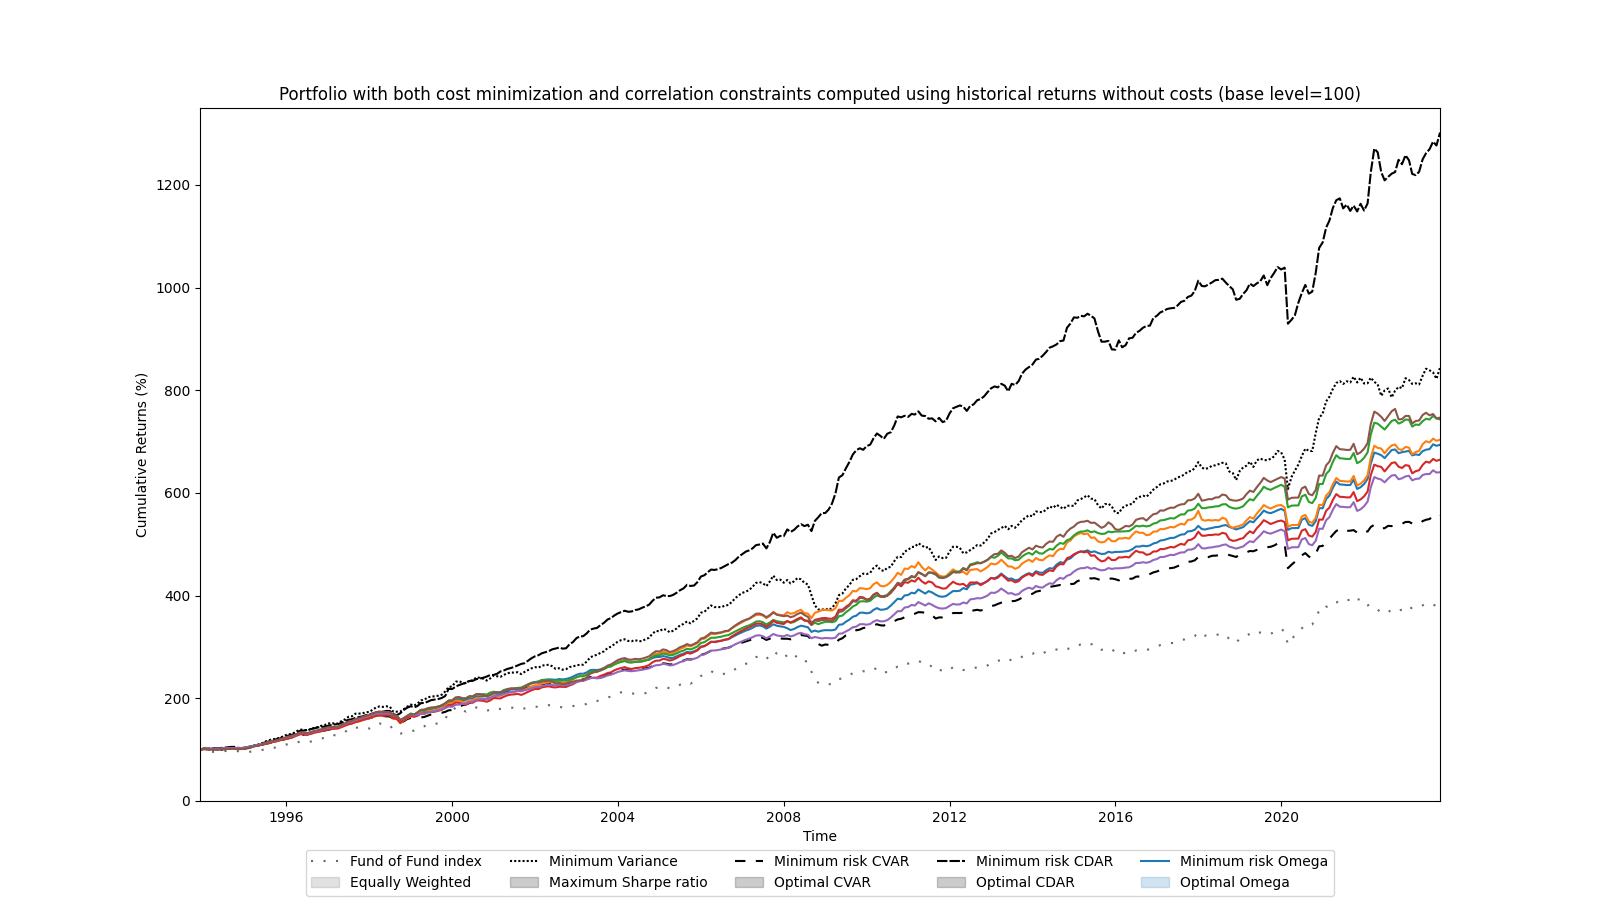 Portfolio with both cost minimization and correlation constraints computed using historical returns without costs (base level=100)
1200
1000
800
600
400
200
0
Cumulative Returns (%)
1996 2000 2004 2008 2012 2016 2020
Time
Fund of Fund index Minimum Variance Minimum risk CVAR Minimum risk CDAR Minimum risk Omega
Equally Weighted Maximum Sharpe ratio Optimal CVAR Optimal CDAR Optimal Omega